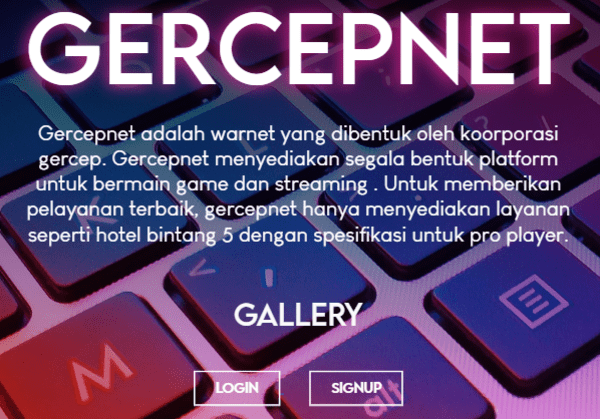 GERCEPNET
Gercepnet adalah warnet yang dibentuk oleh koorporasi
gercep. Gercepnet menyediakan segala bentuk platform
untuk bermain game dan streaming . Untuk memberikan
pelayanan terbaik, gercepnet hanya menyediakan layanan
seperti hotel bintang 5 dengan spesifikasi untuk pro player.
GALLERY
LOGIN SIGNUP
M
alt